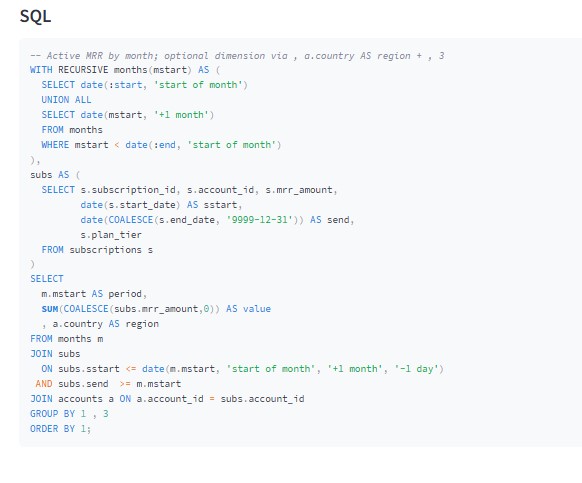 SQL
-- Active MRR by month; optional dimension via , a.country AS region + , 3
WITH RECURSIVE months(mstart) AS (
  SELECT date(:start, 'start of month')
  UNION ALL
  SELECT date(mstart, '+1 month')
  FROM months
  WHERE mstart < date(:end, 'start of month')
),
subs AS (
  SELECT s.subscription_id, s.account_id, s.mrr_amount,
         date(s.start_date) AS sstart,
         date(COALESCE(s.end_date, '9999-12-31')) AS send,
         s.plan_tier
  FROM subscriptions s
)
SELECT
  m.mstart AS period,
  SUM(COALESCE(subs.mrr_amount,0)) AS value
  , a.country AS region
FROM months m
JOIN subs
  ON subs.sstart <= date(m.mstart, 'start of month', '+1 month', '-1 day')
 AND subs.send  >= m.mstart
JOIN accounts a ON a.account_id = subs.account_id
GROUP BY 1 , 3
ORDER BY 1;